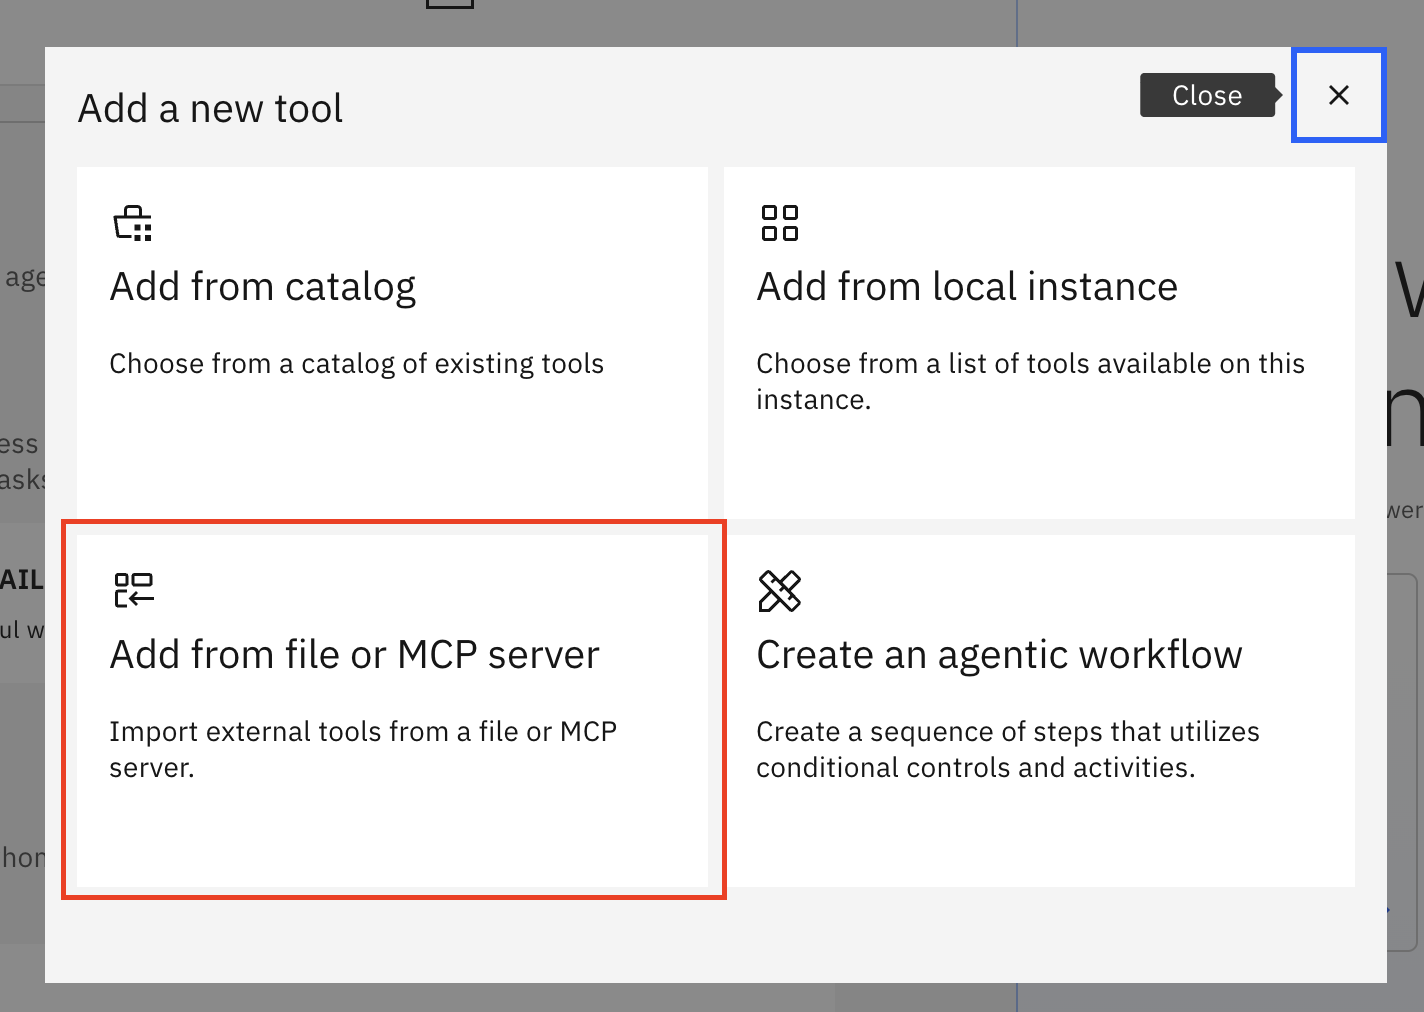 Add a new tool
Close
Add from catalog
Choose from a catalog of existing tools
Add from local instance
Choose from a list of tools available on this
instance.
Add from file or MCP server
Import external tools from a file or MCP
server.
Create an agentic workflow
Create a sequence of steps that utilizes
conditional controls and activities.